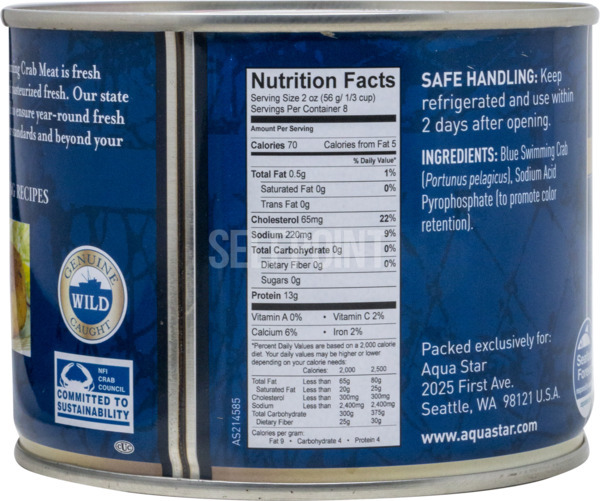 ning Crab Meat is fresh
asteurized fresh. Our state
ensure year-round fresh
standards and beyond your
RECIPES
GENUINE
WILD
CAUGHT
NFI
CRAB
COUNCIL
COMMITTED TO
SUSTAINABILITY
Nutrition Facts
Serving Size 2 oz (56 g/ 1/3 cup)
Servings Per Container 8
Amount Per Serving
Calories 70 Calories from Fat 5
% Daily Value*
Total Fat 0.5g 1%
Saturated Fat 0g 0%
Trans Fat 0g
Cholesterol 65mg 22%
Sodium 220mg 9%
Total Carbohydrate 0g 0%
Dietary Fiber 0g 0%
Sugars 0g
Protein 13g
Vitamin A 0% • Vitamin C 2%
Calcium 6% • Iron 2%
*Percent Daily Values are based on a 2,000 calorie
diet. Your daily values may be higher or lower
depending on your calorie needs:
Calories: 2,000 2,500
Total Fat Less than 65g 80g
Saturated Fat Less than 20g 25g
Cholesterol Less than 300mg 300mg
Sodium Less than 2,400mg 2,400mg
Total Carbohydrate 300g 375g
Dietary Fiber 25g 30g
Calories per gram:
Fat 9 • Carbohydrate 4 • Protein 4
AS214585
SAFE HANDLING: Keep
refrigerated and use within
2 days after opening.
INGREDIENTS: Blue Swimming Crab
(Portunus pelagicus), Sodium Acid
Pyrophosphate (to promote color
retention).
Packed exclusively for:
Aqua Star
2025 First Ave.
Seattle, WA 98121 U.S.A.
www.aquastar.com